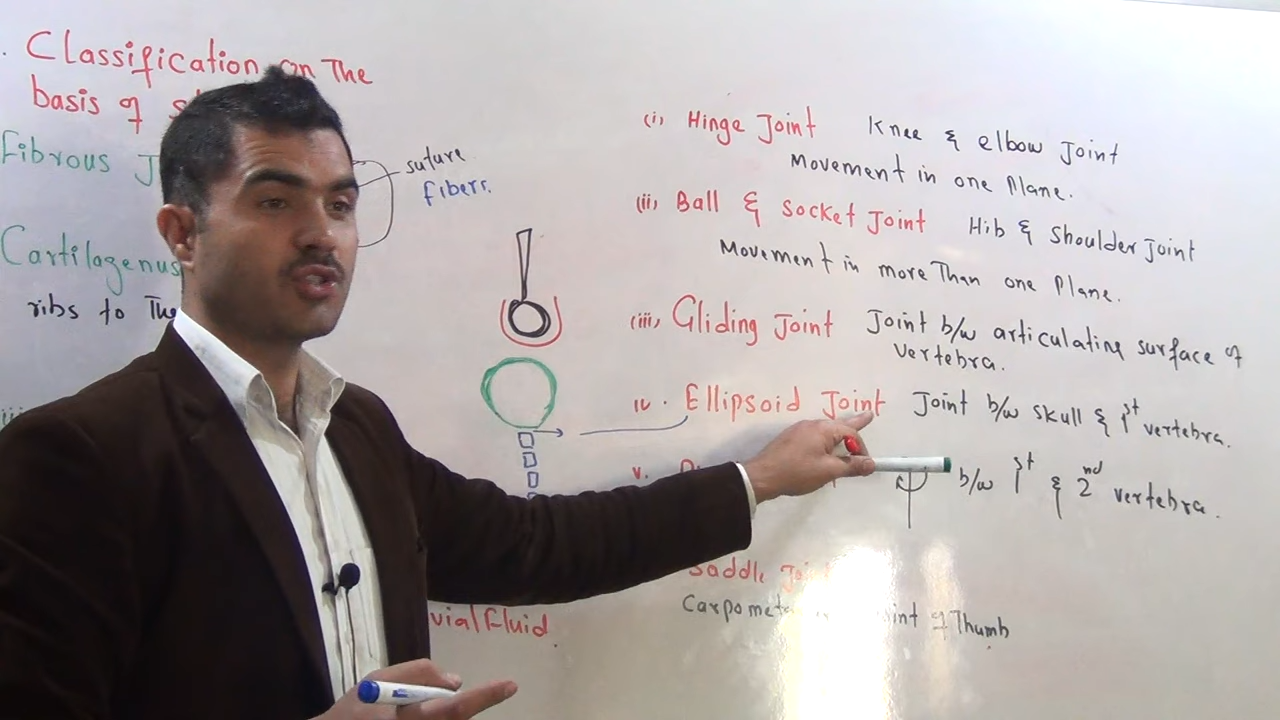 . Classification on The
basis of
Fibrous J
suture
fibers.
Cartilagenus
ribs to The
vial Fluid.
(i) Hinge Joint Knee & elbow Joint
Movement in one Plane.
(ii) Ball & socket Joint Hib & shoulder Joint
Movement in more Than one Plane.
(iii) Gliding Joint Joint b/w articulating surface of
vertebra.
iv. Ellipsoid Joint Joint b/w skull & 1st vertebra.
v. b/w 1st & 2nd vertebra.
Saddle Joi
Carpomet int of Thumb